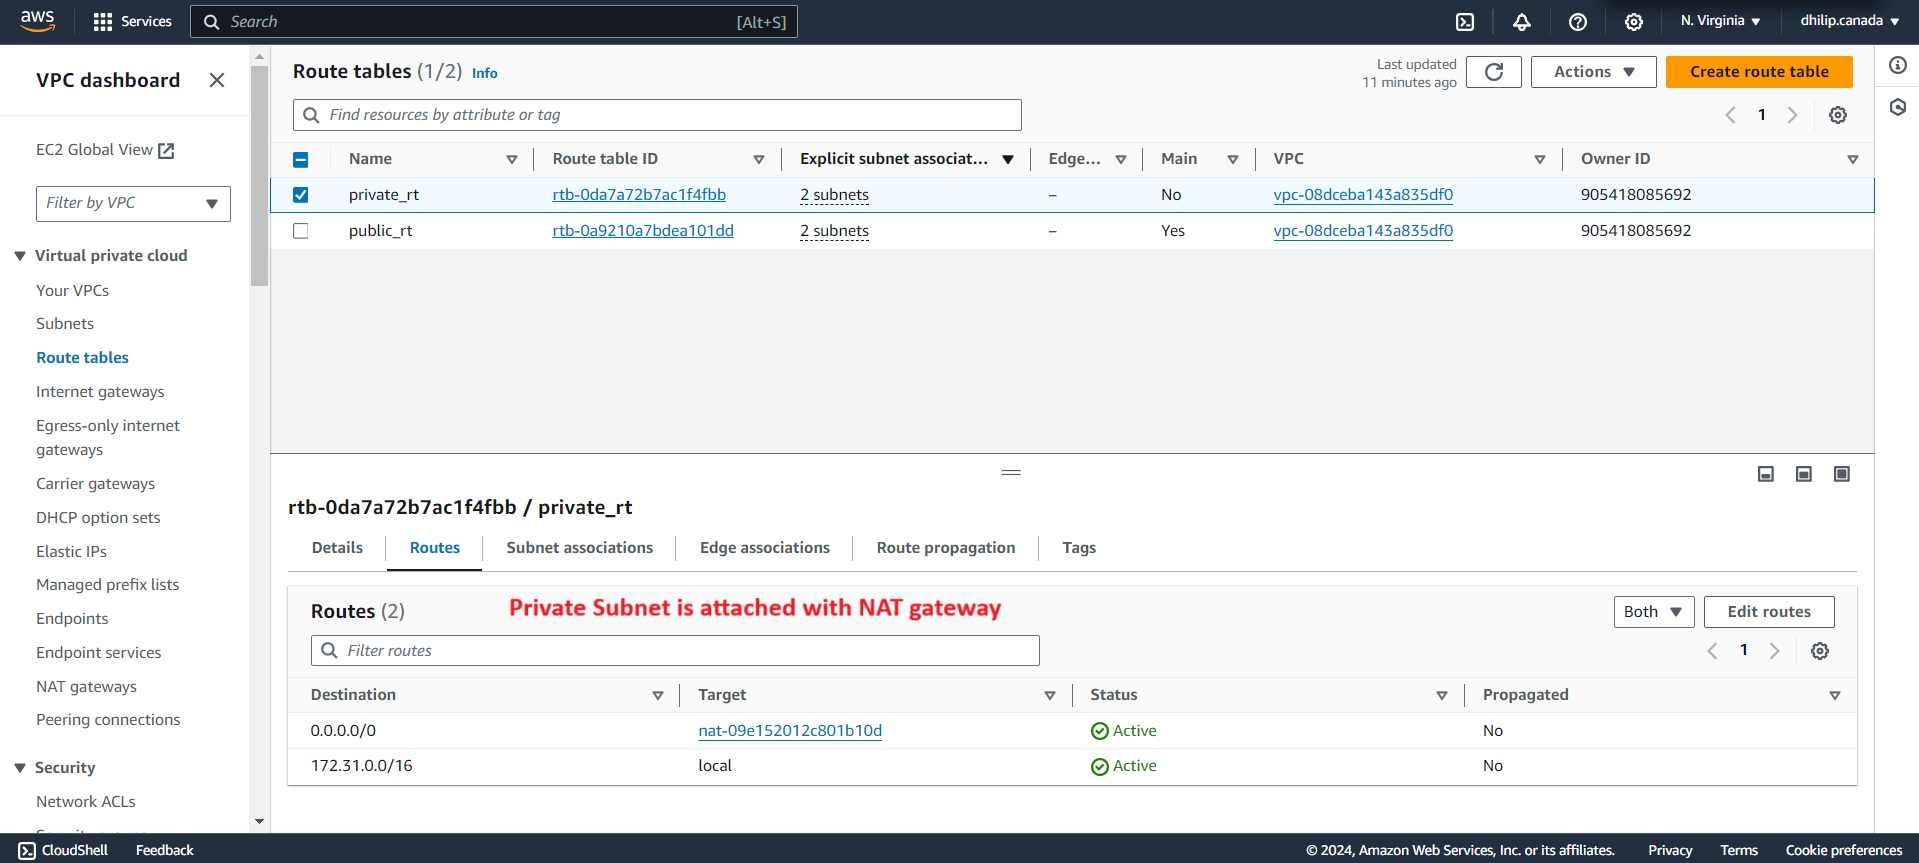 aws
Services
Search
[Alt+S]
N. Virginia
dhilip.canada
VPC dashboard
EC2 Global View
Filter by VPC
Virtual private cloud
Your VPCs
Subnets
Route tables
Internet gateways
Egress-only internet
gateways
Carrier gateways
DHCP option sets
Elastic IPs
Managed prefix lists
Endpoints
Endpoint services
NAT gateways
Peering connections
Security
Network ACLs
Route tables (1/2) Info
Last updated
11 minutes ago
Actions
Create route table
Find resources by attribute or tag
1
Name Route table ID Explicit subnet associat... Edge... Main VPC Owner ID
private_rt rtb-0da7a72b7ac1f4fbb 2 subnets – No vpc-08dceba143a835df0 905418085692
public_rt rtb-0a9210a7bdea101dd 2 subnets – Yes vpc-08dceba143a835df0 905418085692
rtb-0da7a72b7ac1f4fbb / private_rt
Details Routes Subnet associations Edge associations Route propagation Tags
Routes (2)
Private Subnet is attached with NAT gateway
Both
Edit routes
Filter routes
1
Destination Target Status Propagated
0.0.0.0/0 nat-09e152012c801b10d Active No
172.31.0.0/16 local Active No
CloudShell Feedback
© 2024, Amazon Web Services, Inc. or its affiliates. Privacy Terms Cookie preferences